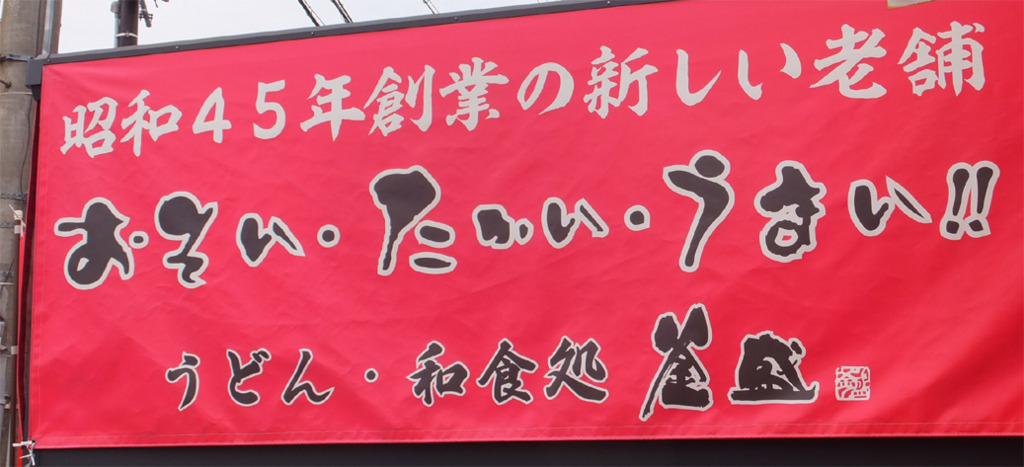 昭和45年創業の新しい老舗
おそい・たかい・うまい!!
うどん・和食処 釜盛